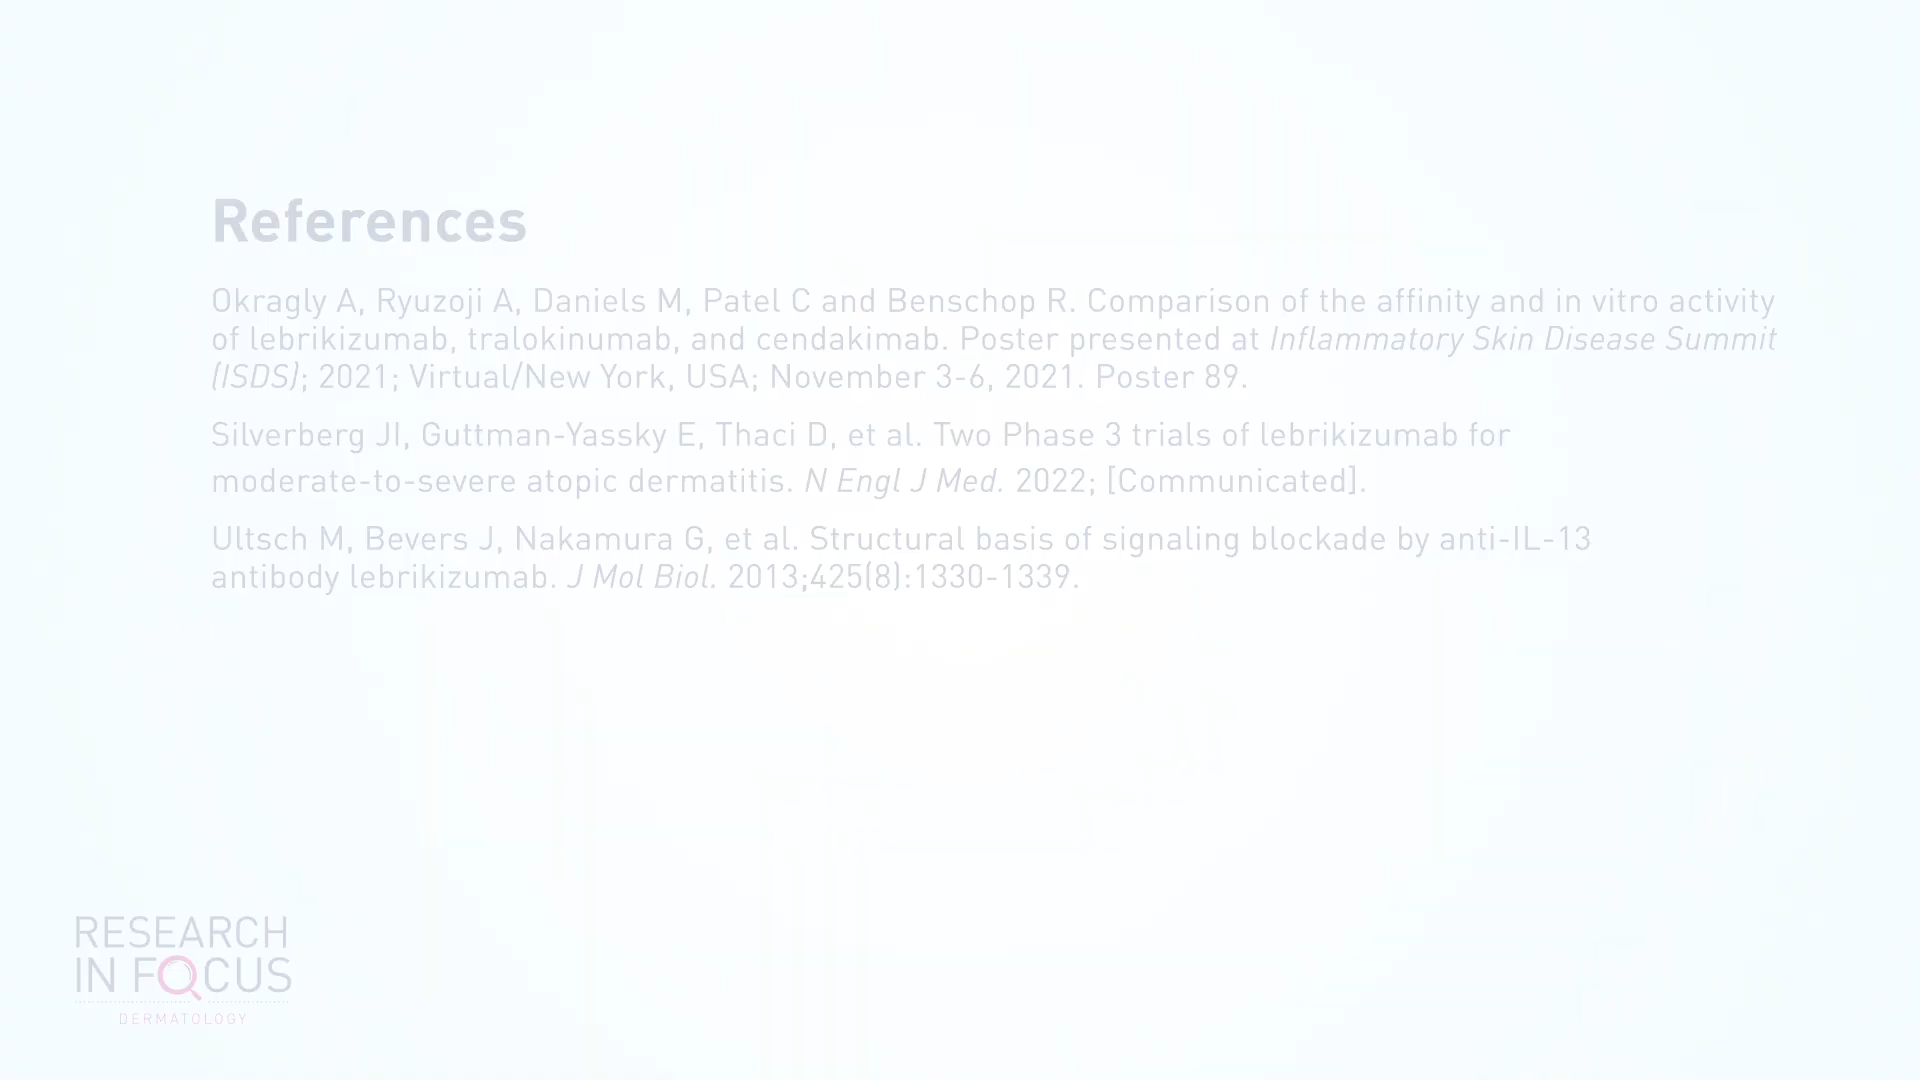 References
Okragly A, Ryuzoji A, Daniels M, Patel C and Benschop R. Comparison of the affinity and in vitro activity
of lebrikizumab, tralokinumab, and cendakimab. Poster presented at Inflammatory Skin Disease Summit
(ISDS); 2021; Virtual/New York, USA; November 3-6, 2021. Poster 89.
Silverberg JI, Guttman-Yassky E, Thaci D, et al. Two Phase 3 trials of lebrikizumab for
moderate-to-severe atopic dermatitis. N Engl J Med. 2022; [Communicated].
Ultsch M, Bevers J, Nakamura G, et al. Structural basis of signaling blockade by anti-IL-13
antibody lebrikizumab. J Mol Biol. 2013;425(8):1330-1339.
RESEARCH
IN FOCUS
DERMATOLOGY